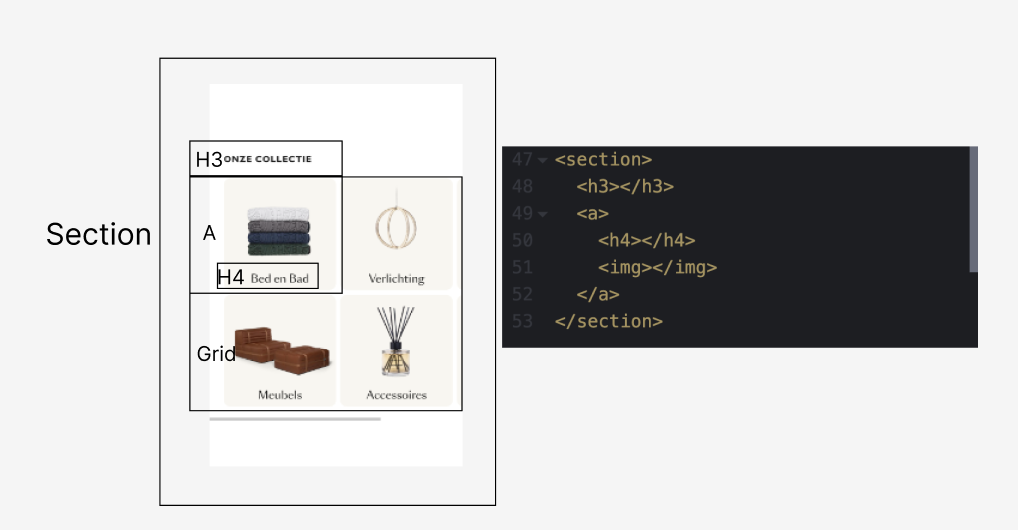 H3 ONZE COLLECTIE
Section
A
H4 Bed en Bad
Verlichting
Grid
Meubels
Accessoires
47 <section>
48 <h3></h3>
49 <a>
50 <h4></h4>
51 <img></img>
52 </a>
53 </section>